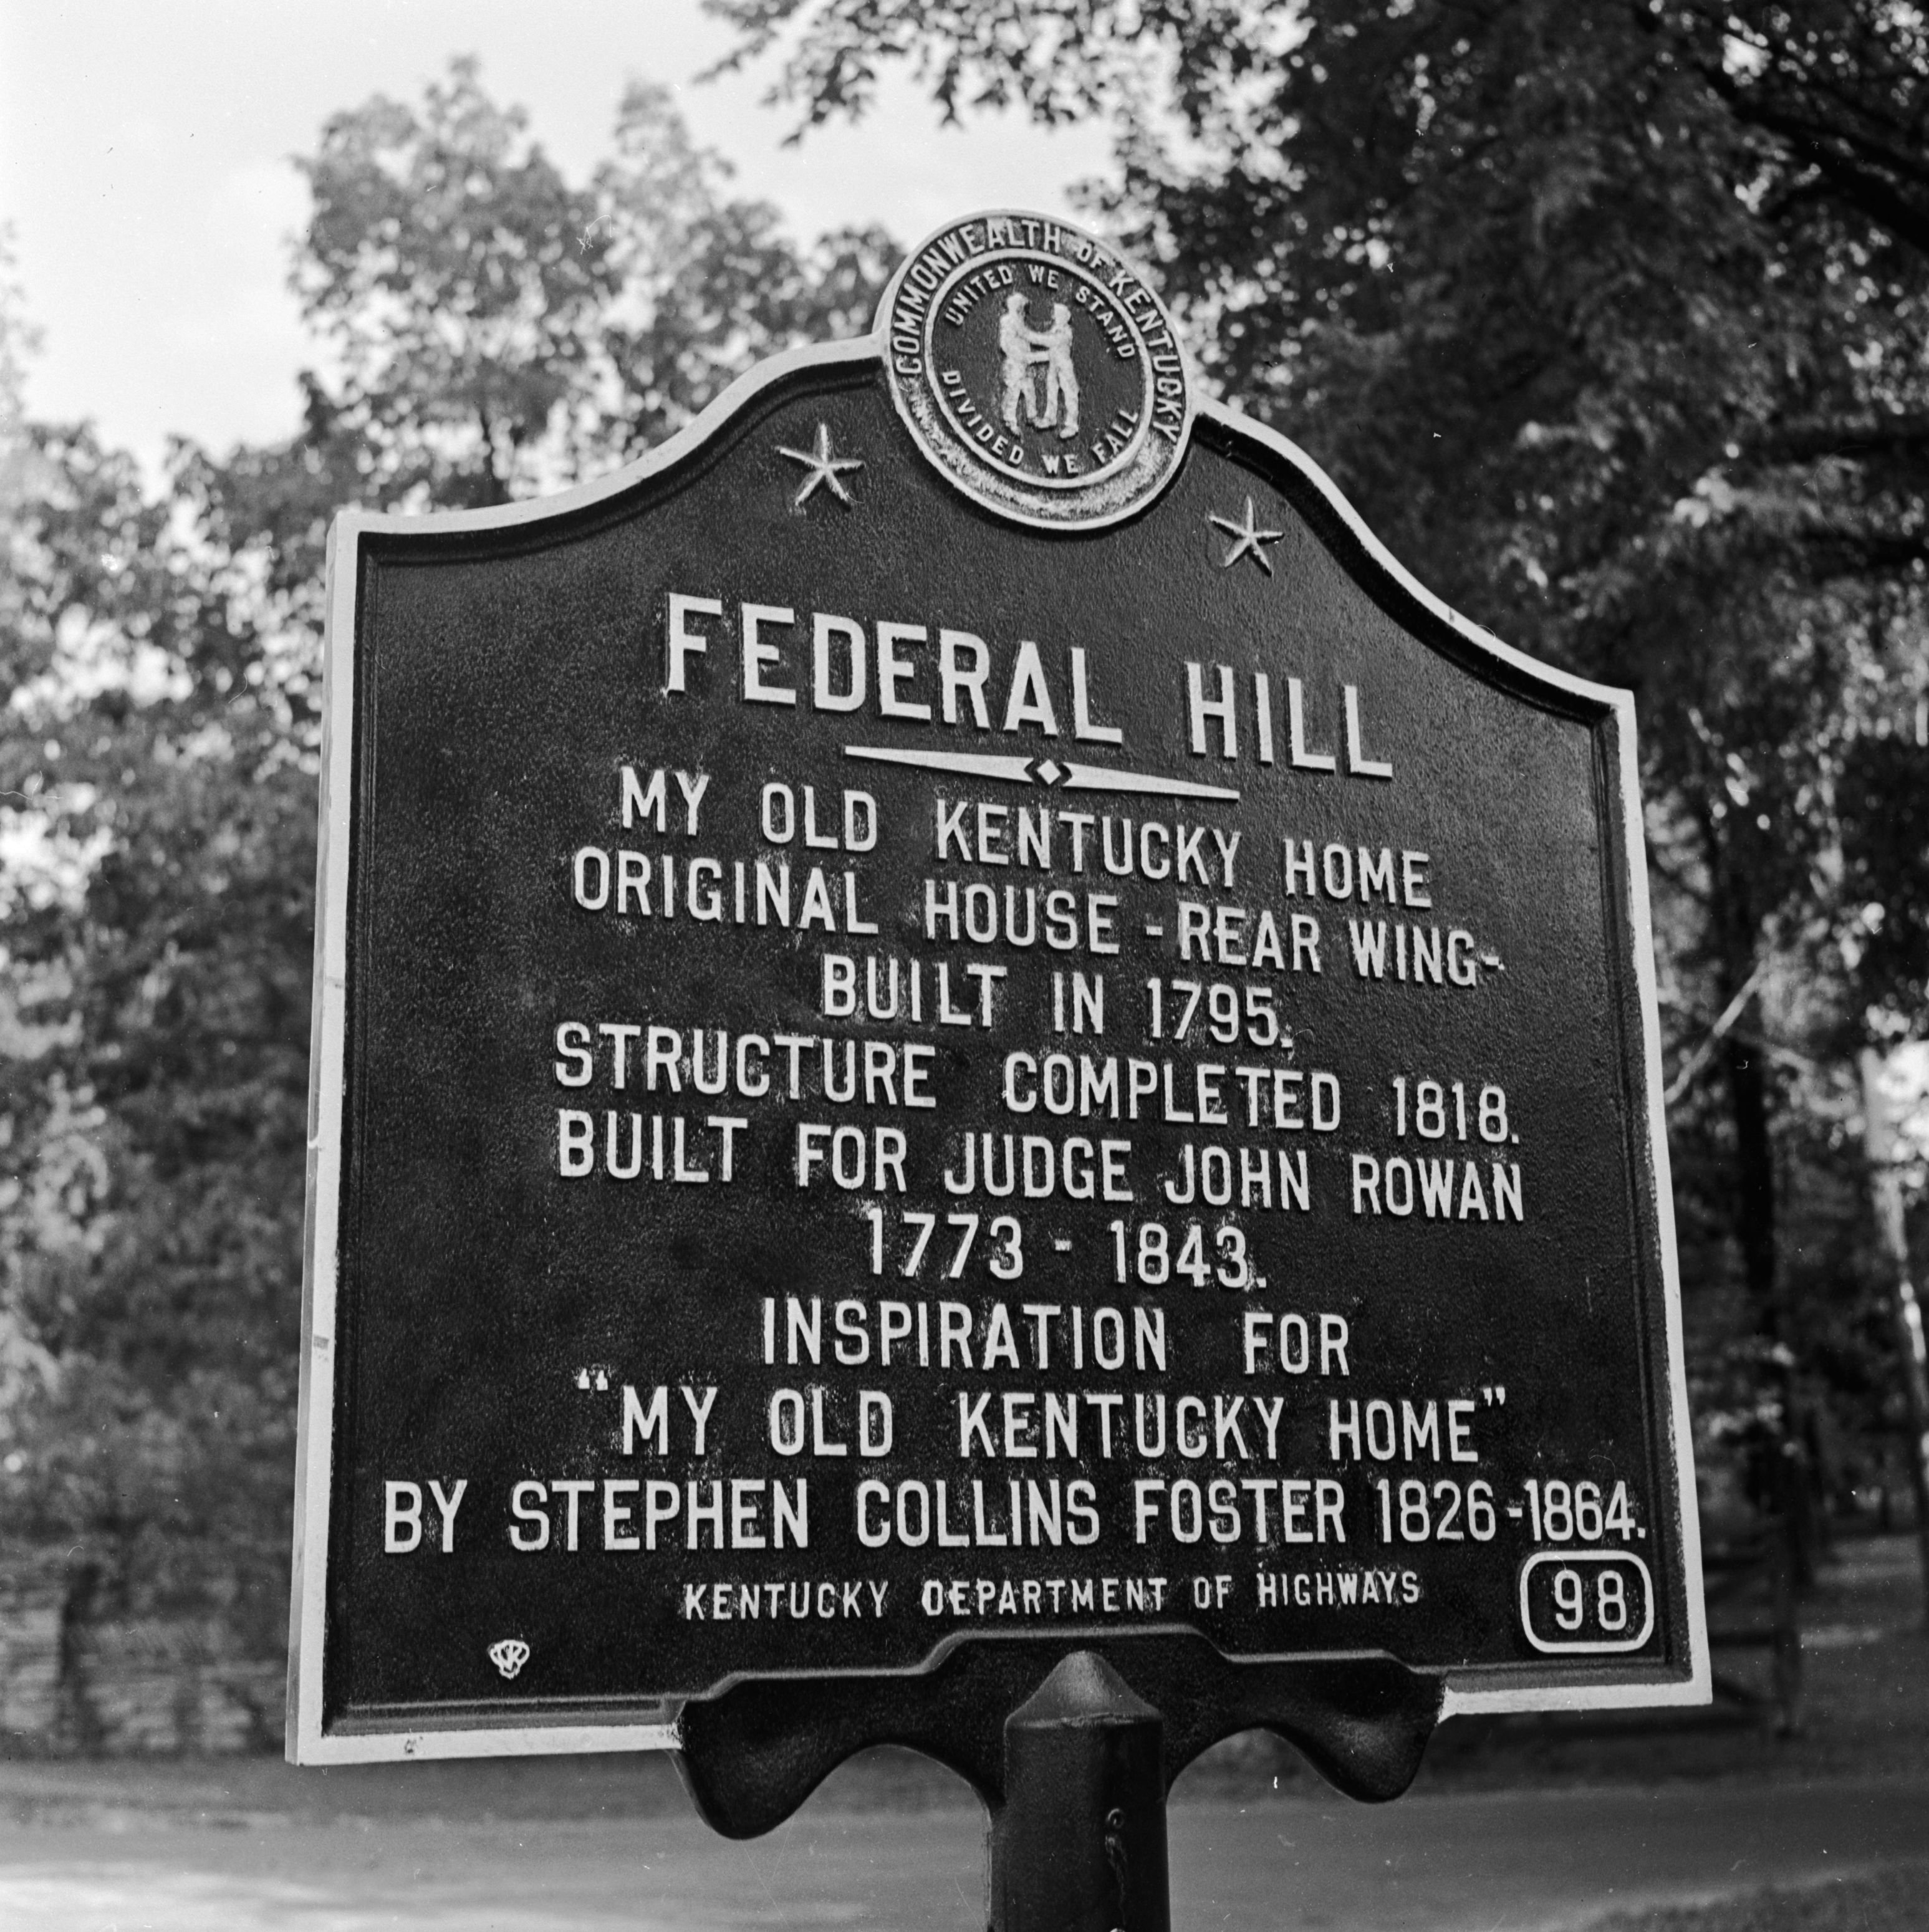 COMMONWEALTH OF KENTUCKY
UNITED WE STAND
DIVIDED WE FALL
FEDERAL HILL
MY OLD KENTUCKY HOME
ORIGINAL HOUSE - REAR WING-
BUILT IN 1795.
STRUCTURE COMPLETED 1818.
BUILT FOR JUDGE JOHN ROWAN
1773 - 1843.
INSPIRATION FOR
“MY OLD KENTUCKY HOME”
BY STEPHEN COLLINS FOSTER 1826-1864.
KENTUCKY DEPARTMENT OF HIGHWAYS
98